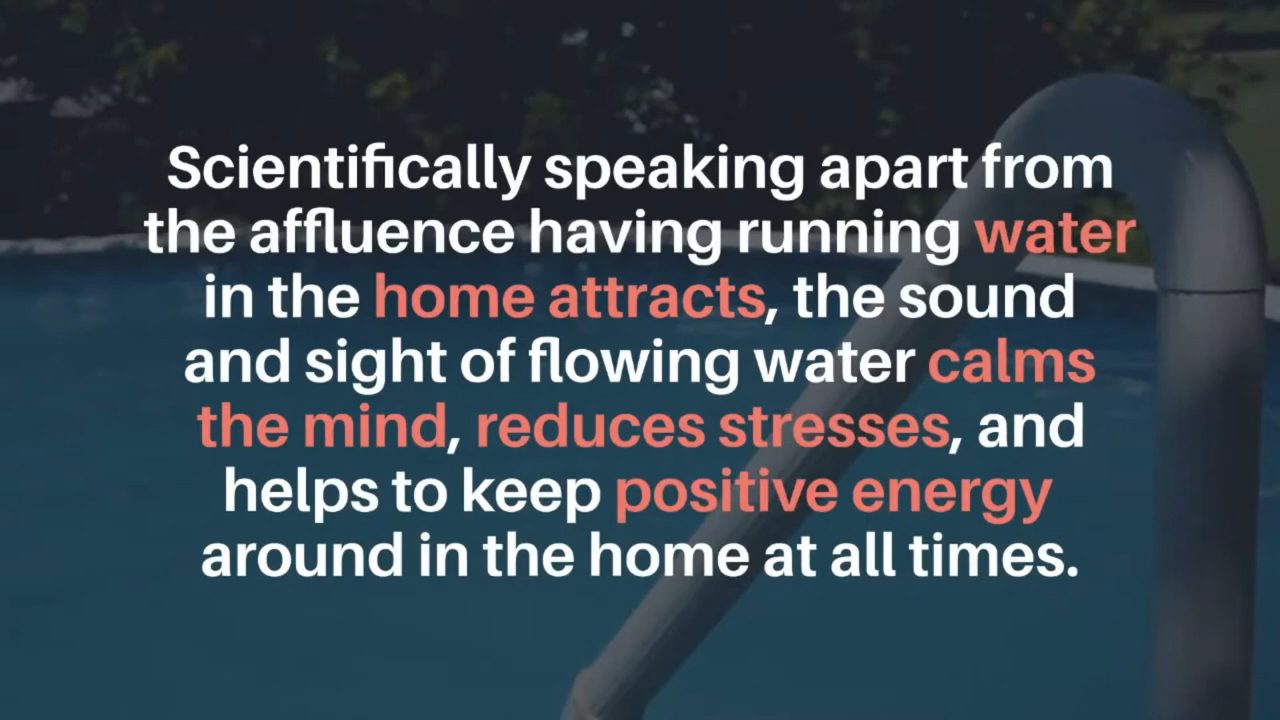 Scientifically speaking apart from
the affluence having running water
in the home attracts, the sound
and sight of flowing water calms
the mind, reduces stresses, and
helps to keep positive energy
around in the home at all times.